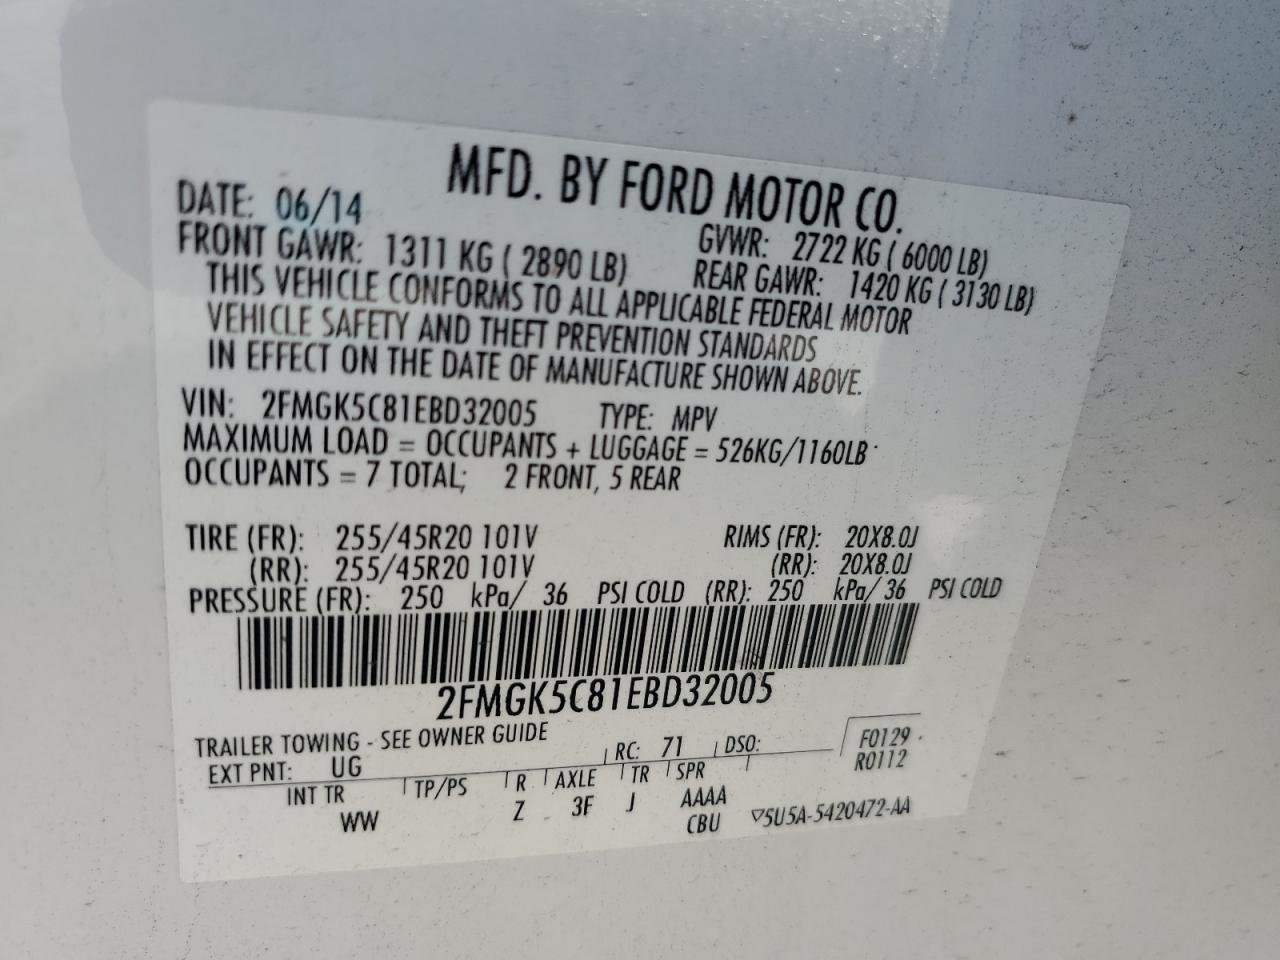 MFD. BY FORD MOTOR CO.
DATE: 06/14 GVWR: 2722 KG ( 6000 LB)
FRONT GAWR: 1311 KG ( 2890 LB) REAR GAWR: 1420 KG ( 3130 LB)
THIS VEHICLE CONFORMS TO ALL APPLICABLE FEDERAL MOTOR
VEHICLE SAFETY AND THEFT PREVENTION STANDARDS
IN EFFECT ON THE DATE OF MANUFACTURE SHOWN ABOVE.
VIN: 2FMGK5C81EBD32005 TYPE: MPV
MAXIMUM LOAD = OCCUPANTS + LUGGAGE = 526KG/1160LB
OCCUPANTS = 7 TOTAL; 2 FRONT, 5 REAR
TIRE (FR): 255/45R20 101V RIMS (FR): 20X8.0J
(RR): 255/45R20 101V (RR): 20X8.0J
PRESSURE (FR): 250 kPa/ 36 PSI COLD (RR): 250 kPa/ 36 PSI COLD
2FMGK5C81EBD32005
TRAILER TOWING - SEE OWNER GUIDE
EXT PNT: UG RC: 71 DSO: F0129
R0112
INT TR TP/PS R AXLE TR SPR
WW Z 3F J AAAA
CBU ▽5U5A-5420472-AA